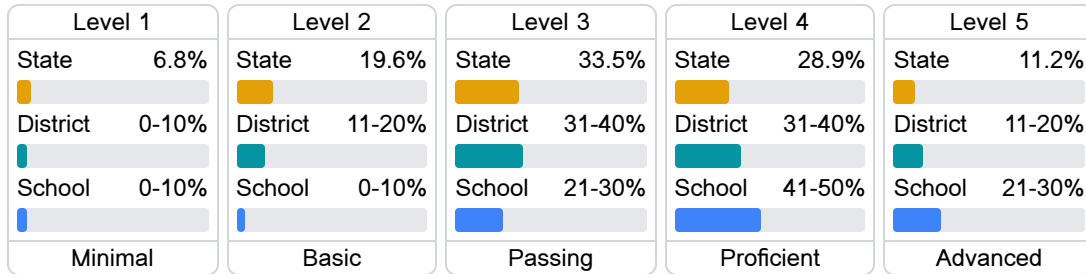 Level 1
State 6.8%
District 0-10%
School 0-10%
Minimal
Level 2
State 19.6%
District 11-20%
School 0-10%
Basic
Level 3
State 33.5%
District 31-40%
School 21-30%
Passing
Level 4
State 28.9%
District 31-40%
School 41-50%
Proficient
Level 5
State 11.2%
District 11-20%
School 21-30%
Advanced